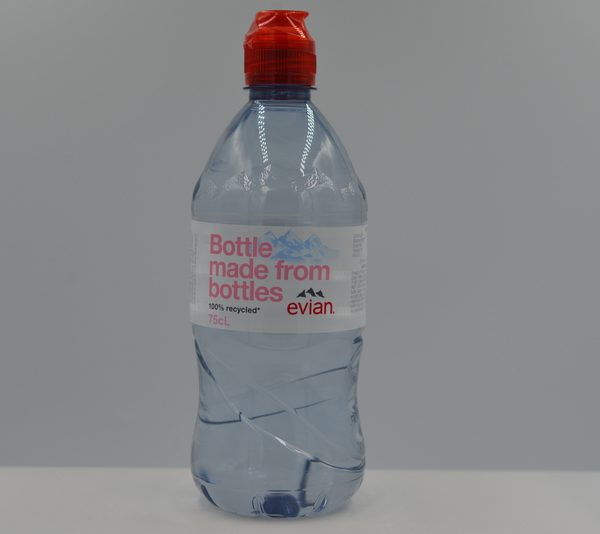 Bottle
made from
bottles
100% recycled*
75cL
evian.